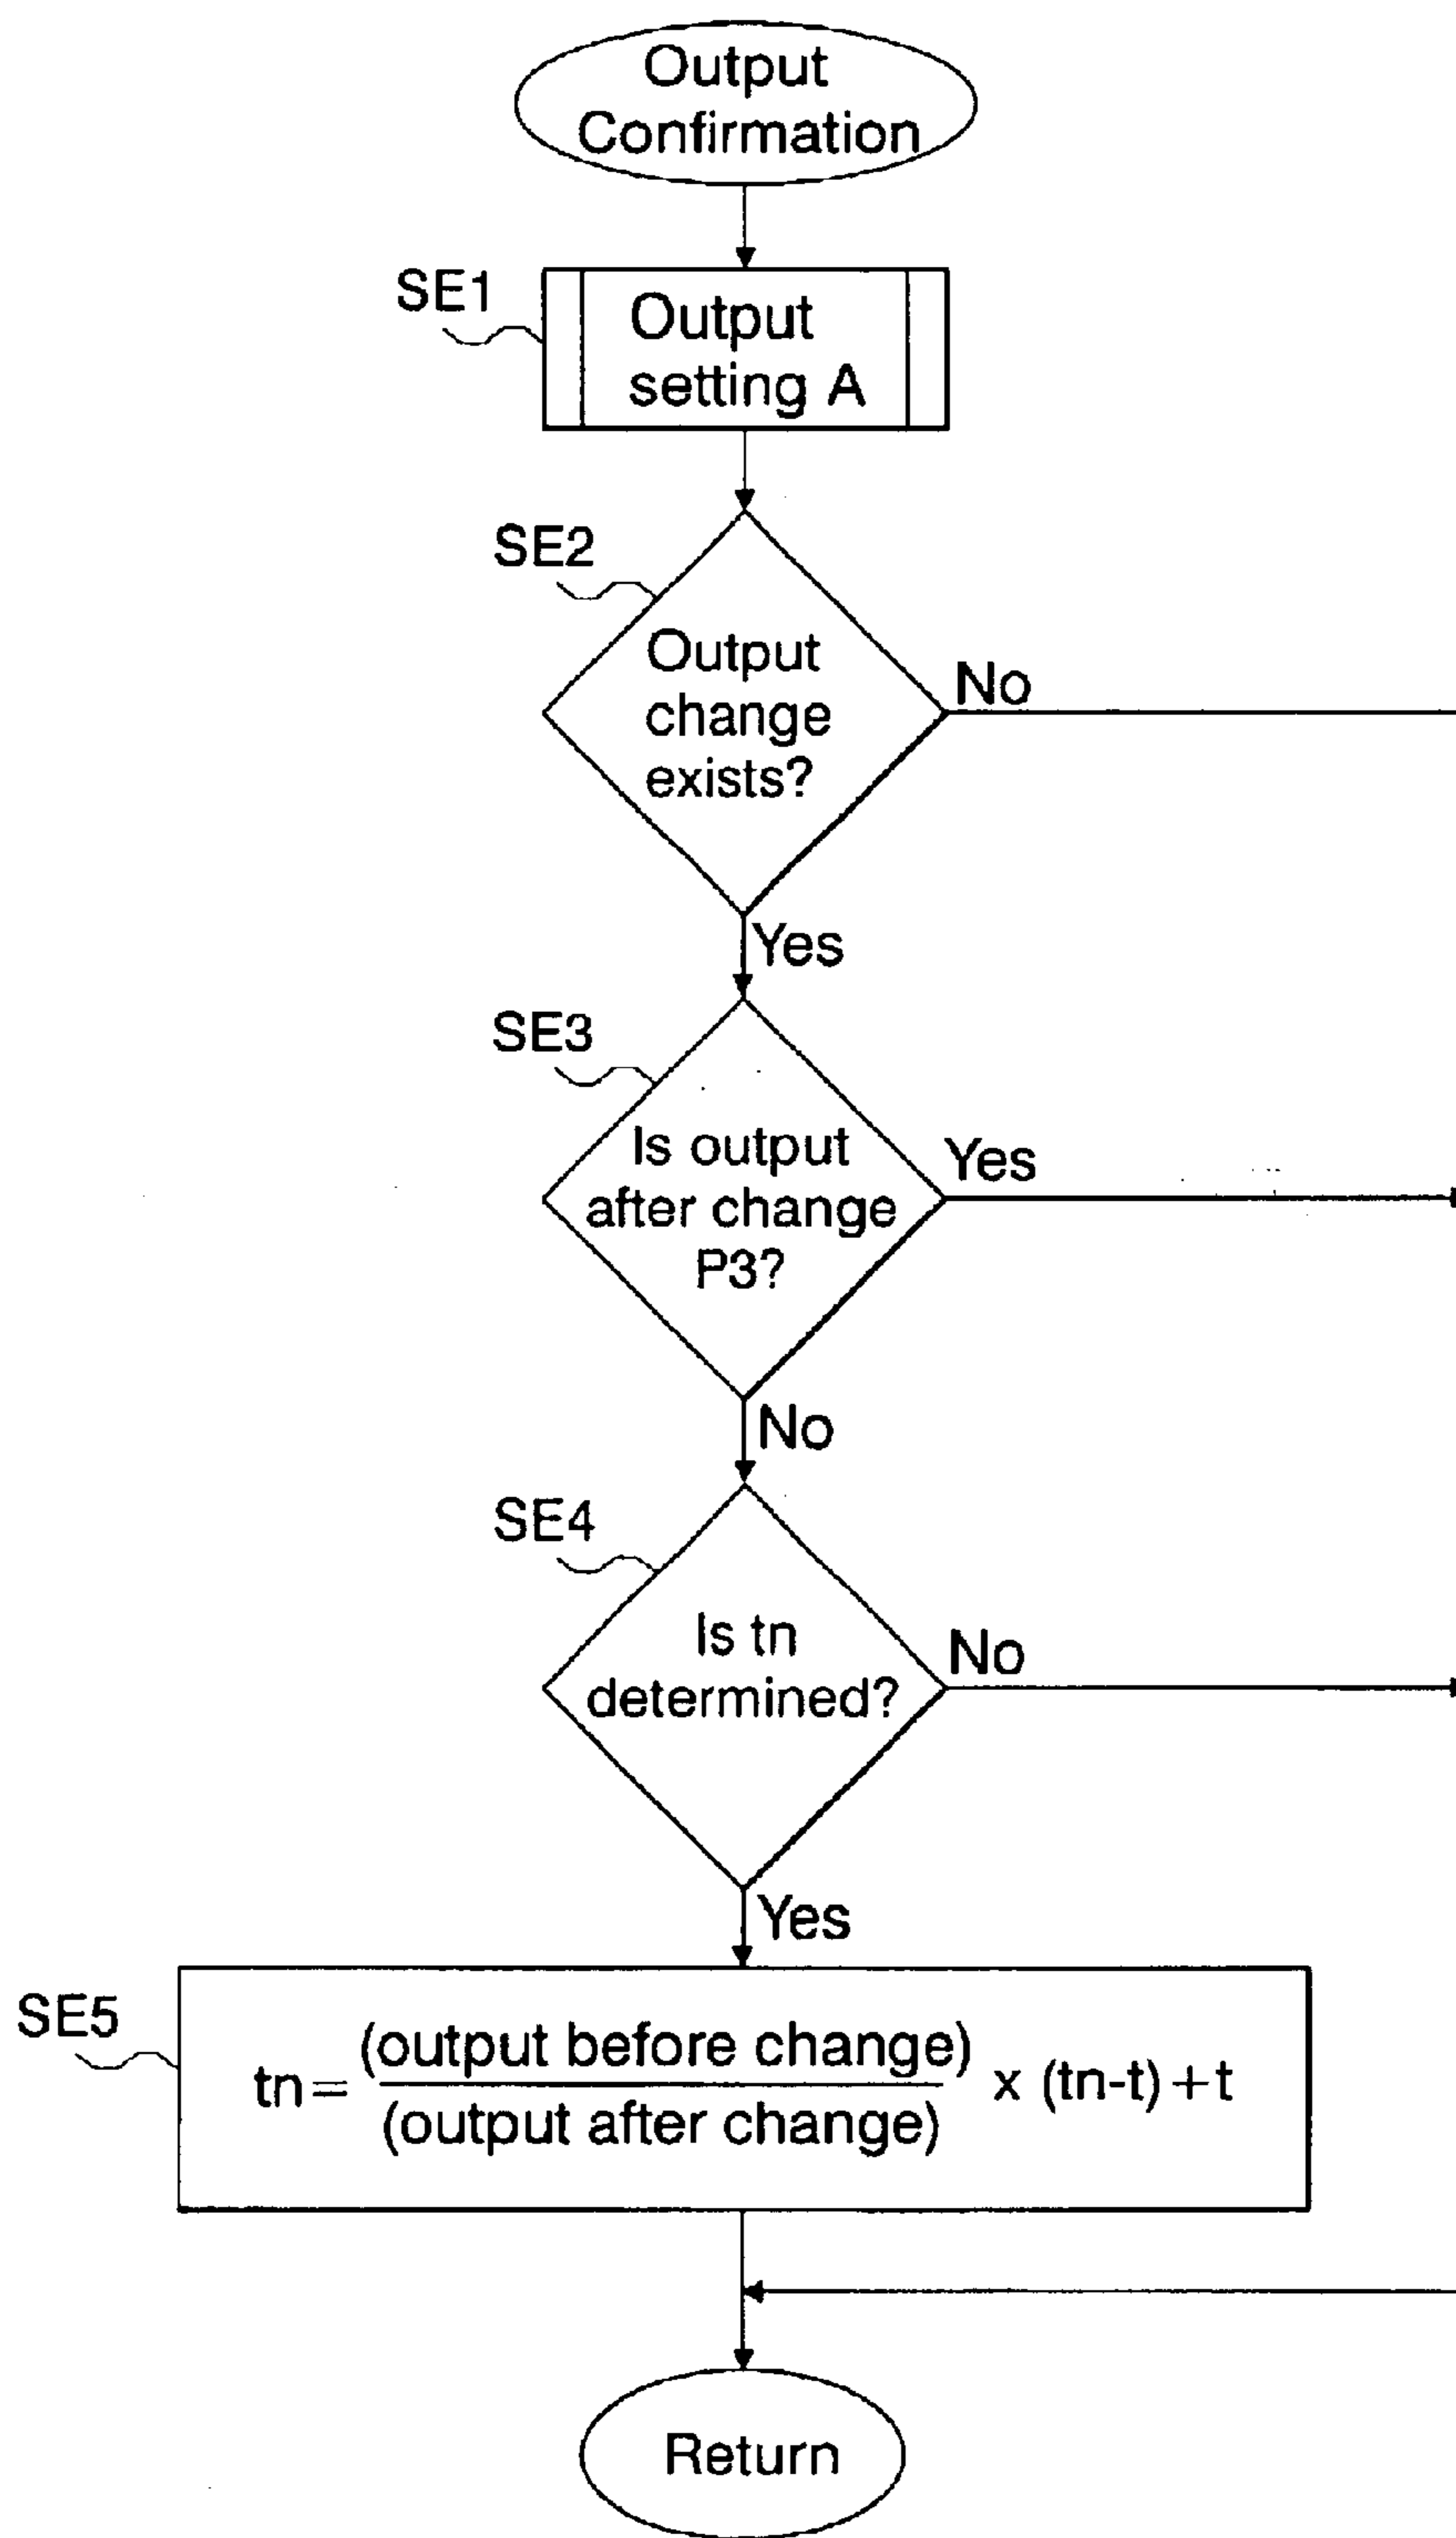 Output
Confirmation
SE1
Output
setting A
SE2
Output
change
exists?
No
Yes
SE3
Is output
after change
P3?
Yes
No
SE4
Is tn
determined?
No
Yes
SE5
tn = (output before change) / (output after change) x (tn-t) + t
Return